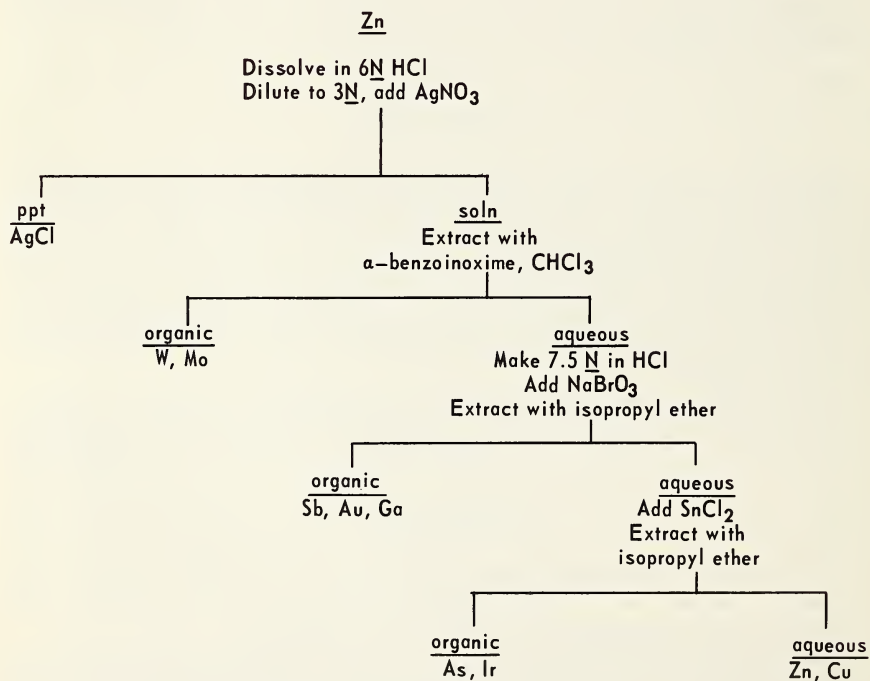 Zn
Dissolve in 6N HCl
Dilute to 3N, add AgNO₃
ppt
AgCl
soln
Extract with
α–benzoinoxime, CHCl₃
organic
W, Mo
aqueous
Make 7.5 N in HCl
Add NaBrO₃
Extract with isopropyl ether
organic
Sb, Au, Ga
aqueous
Add SnCl₂
Extract with
isopropyl ether
organic
As, Ir
aqueous
Zn, Cu